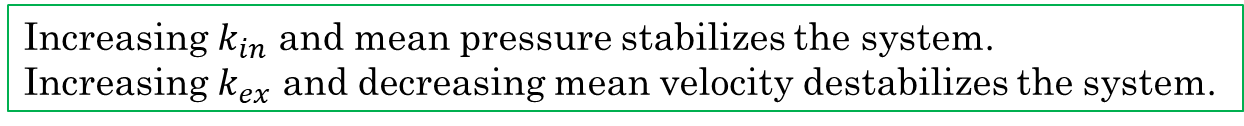 Increasing k_in and mean pressure stabilizes the system.
Increasing k_ex and decreasing mean velocity destabilizes the system.